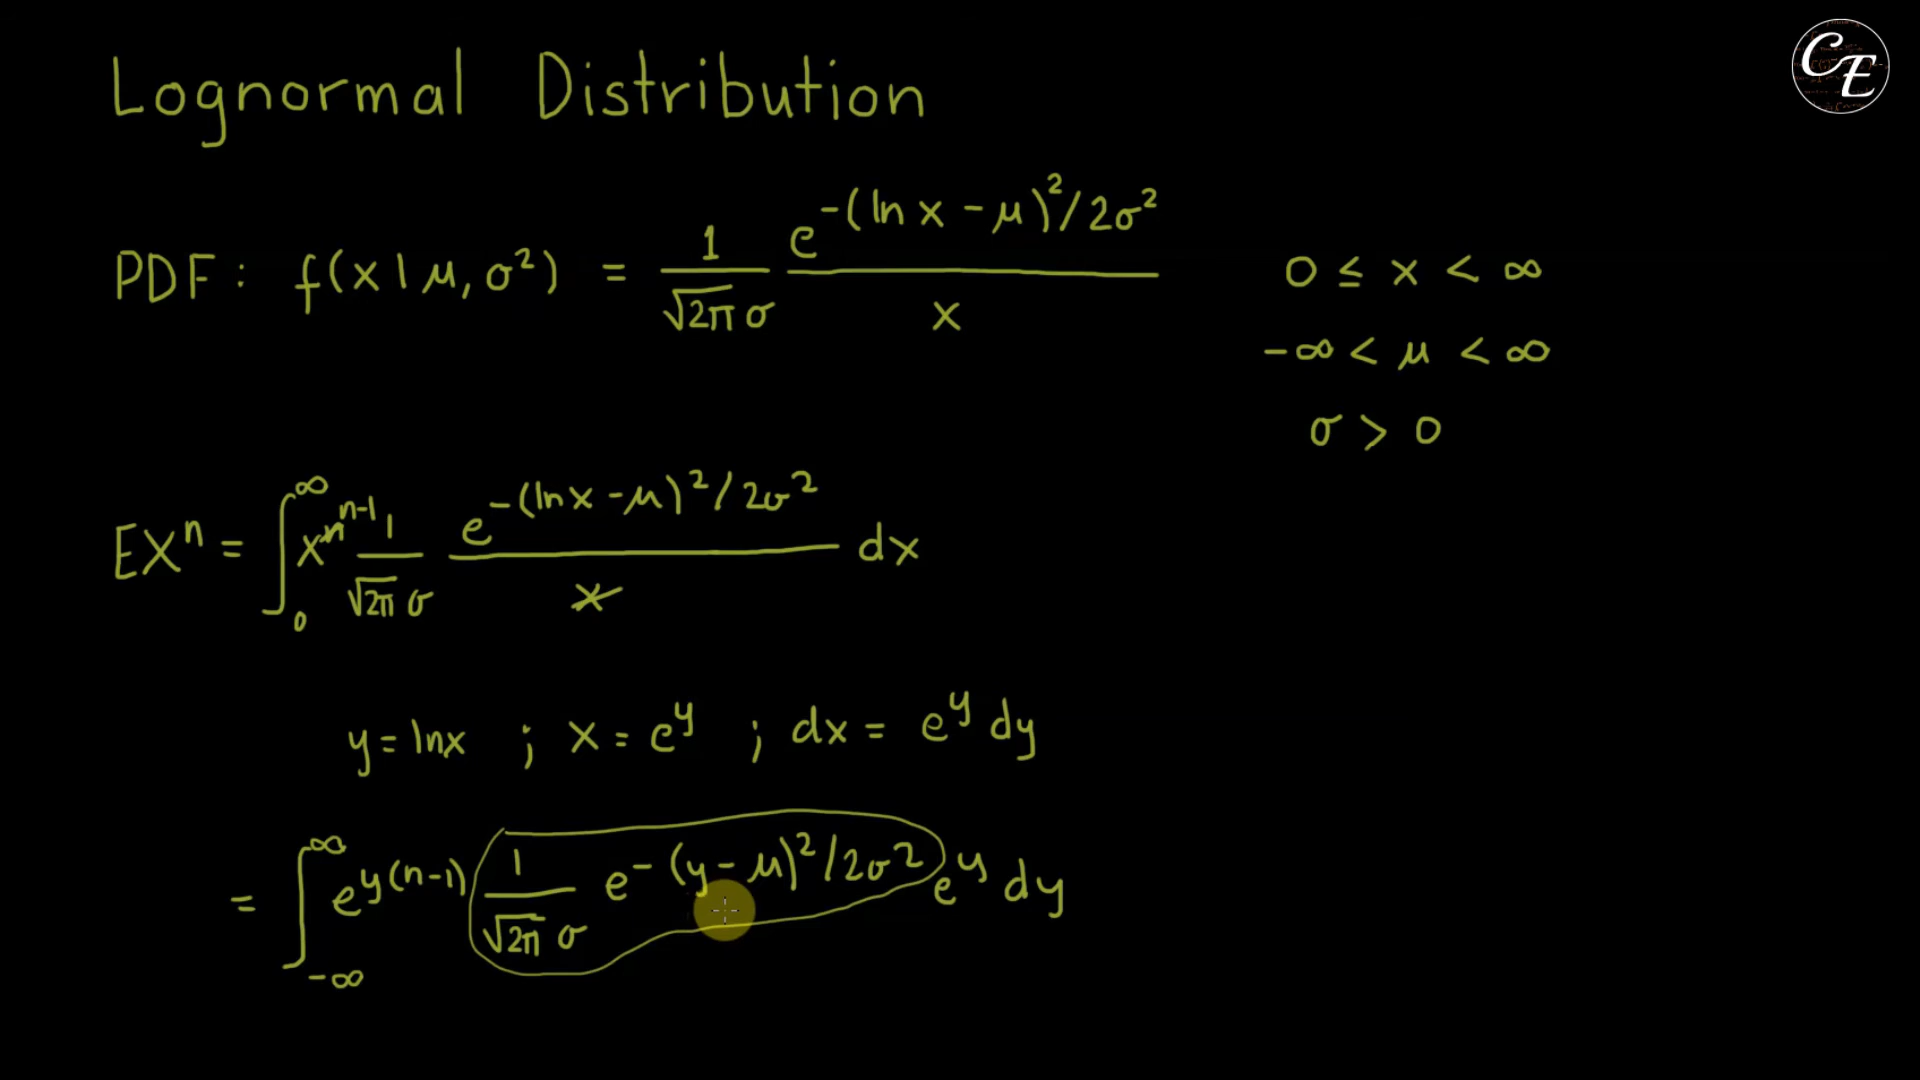 CE
Lognormal Distribution
PDF: f(x|μ, σ²) = 1/(√2π σ) e^{-(ln x - μ)²/2σ²}/x
0 ≤ x < ∞
-∞ < μ < ∞
σ > 0
EXⁿ = ∫₀^∞ xⁿ ^{n-1} 1/(√2π σ) e^{-(ln x - μ)²/2σ²}/x dx
y = lnx ; x = e^y ; dx = e^y dy
= ∫_{-∞}^{∞} e^{y(n-1)} 1/(√2π σ) e^{-(y-μ)²/2σ²} e^y dy